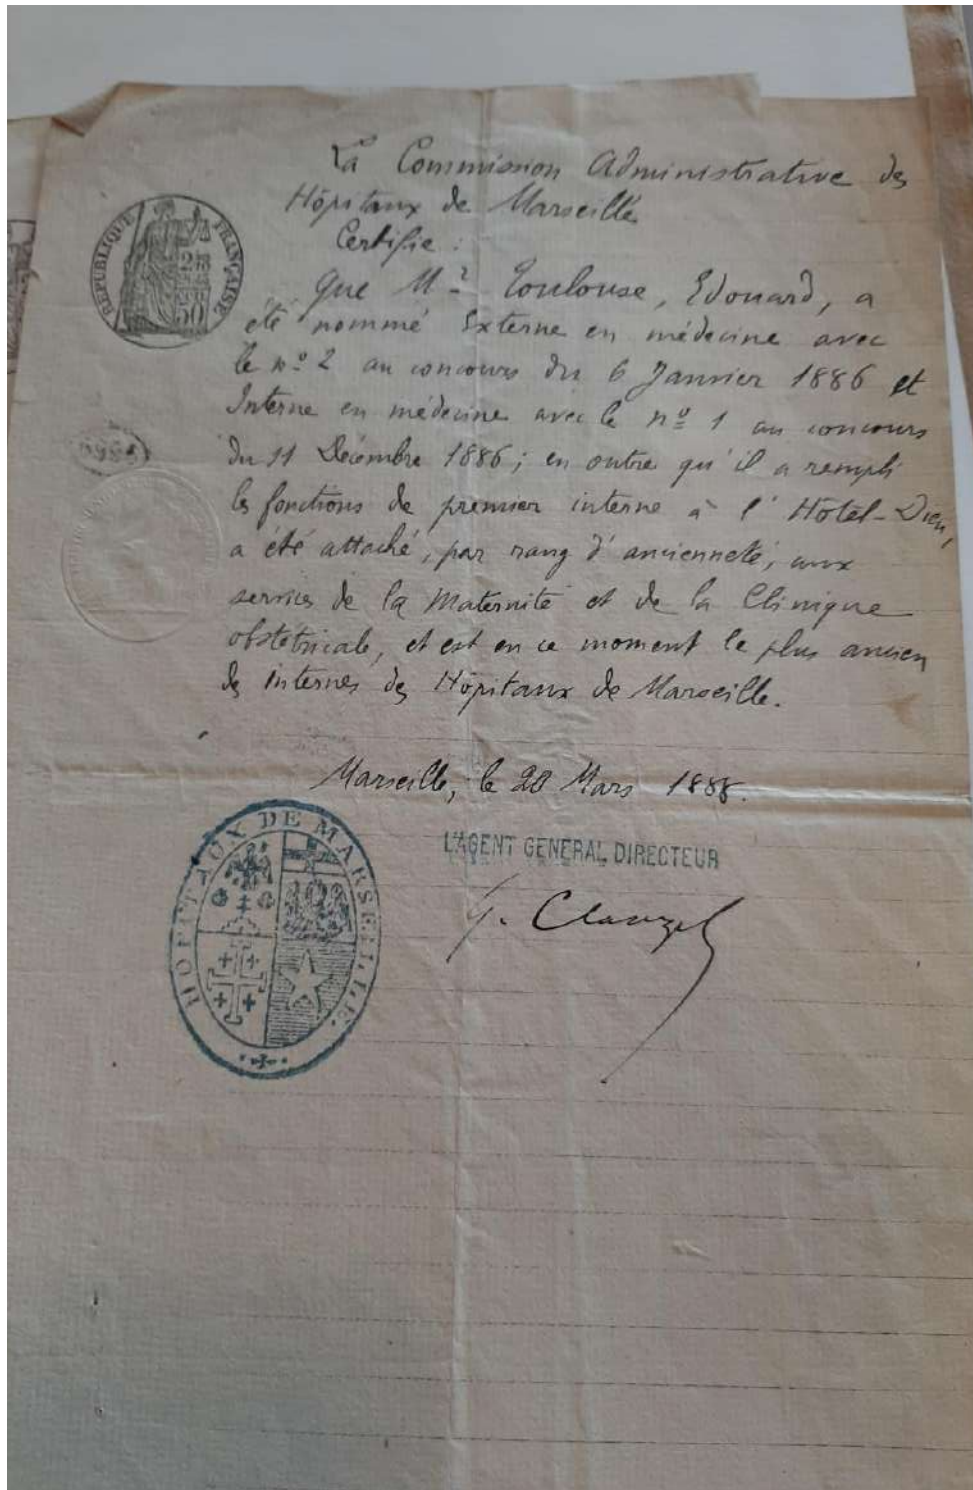 La Commission Administrative des
Hôpitaux de Marseille
Certifie :
Que Mr Toulouse, Edouard, a
été nommé Externe en médecine avec
le nº 2 au concours du 6 Janvier 1886 et
Interne en médecine avec le nº 1 au concours
du 11 Décembre 1886 ; en outre qu'il a rempli
les fonctions de premier interne à l'Hôtel-Dieu,
a été attaché, par rang d'ancienneté, aux
services de la Maternité et de la Clinique
obstétricale, et est en ce moment le plus ancien
des internes des Hôpitaux de Marseille.
Marseille, le 20 Mars 1888.
L'AGENT GENERAL DIRECTEUR
G. Clauzel
RÉPUBLIQUE FRANÇAISE
HOPITAUX DE MARSEILLE.